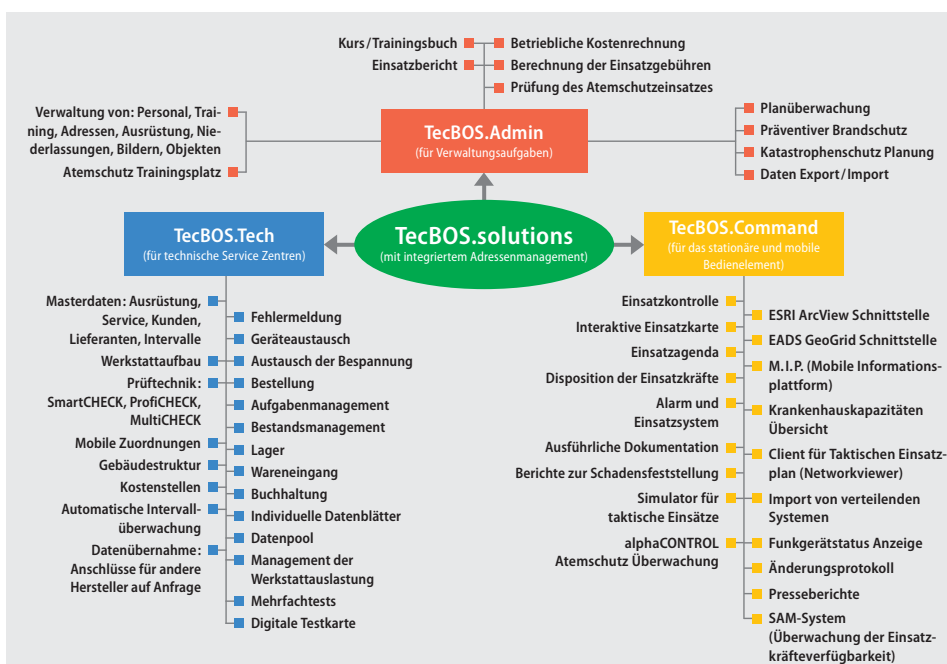 Kurs/Trainingsbuch
Einsatzbericht
Betriebliche Kostenrechnung
Berechnung der Einsatzgebühren
Prüfung des Atemschutzeinsatzes
Verwaltung von: Personal, Trai-
ning, Adressen, Ausrüstung, Nie-
derlassungen, Bildern, Objekten
Atemschutz Trainingsplatz
TecBOS.Admin
(für Verwaltungsaufgaben)
Planüberwachung
Präventiver Brandschutz
Katastrophenschutz Planung
Daten Export/Import
TecBOS.Tech
(für technische Service Zentren)
TecBOS.solutions
(mit integriertem Adressenmanagement)
TecBOS.Command
(für das stationäre und mobile
Bedienelement)
Masterdaten: Ausrüstung,
Service, Kunden,
Lieferanten, Intervalle
Werkstattaufbau
Prüftechnik:
SmartCHECK, ProfiCHECK,
MultiCHECK
Mobile Zuordnungen
Gebäudestruktur
Kostenstellen
Automatische Intervall-
überwachung
Datenübernahme:
Anschlüsse für andere
Hersteller auf Anfrage
Fehlermeldung
Geräteaustausch
Austausch der Bespannung
Bestellung
Aufgabenmanagement
Bestandsmanagement
Lager
Wareneingang
Buchhaltung
Individuelle Datenblätter
Datenpool
Management der
Werkstattauslastung
Mehrfachtests
Digitale Testkarte
Einsatzkontrolle
Interaktive Einsatzkarte
Einsatzagenda
Disposition der Einsatzkräfte
Alarm und
Einsatzsystem
Ausführliche Dokumentation
Berichte zur Schadensfeststellung
Simulator für
taktische Einsätze
alphaCONTROL
Atemschutz Überwachung
ESRI ArcView Schnittstelle
EADS GeoGrid Schnittstelle
M.I.P. (Mobile Informations-
plattform)
Krankenhauskapazitäten
Übersicht
Client für Taktischen Einsatz-
plan (Networkviewer)
Import von verteilenden
Systemen
Funkgerätstatus Anzeige
Änderungsprotokoll
Presseberichte
SAM-System
(Überwachung der Einsatz-
kräfteverfügbarkeit)